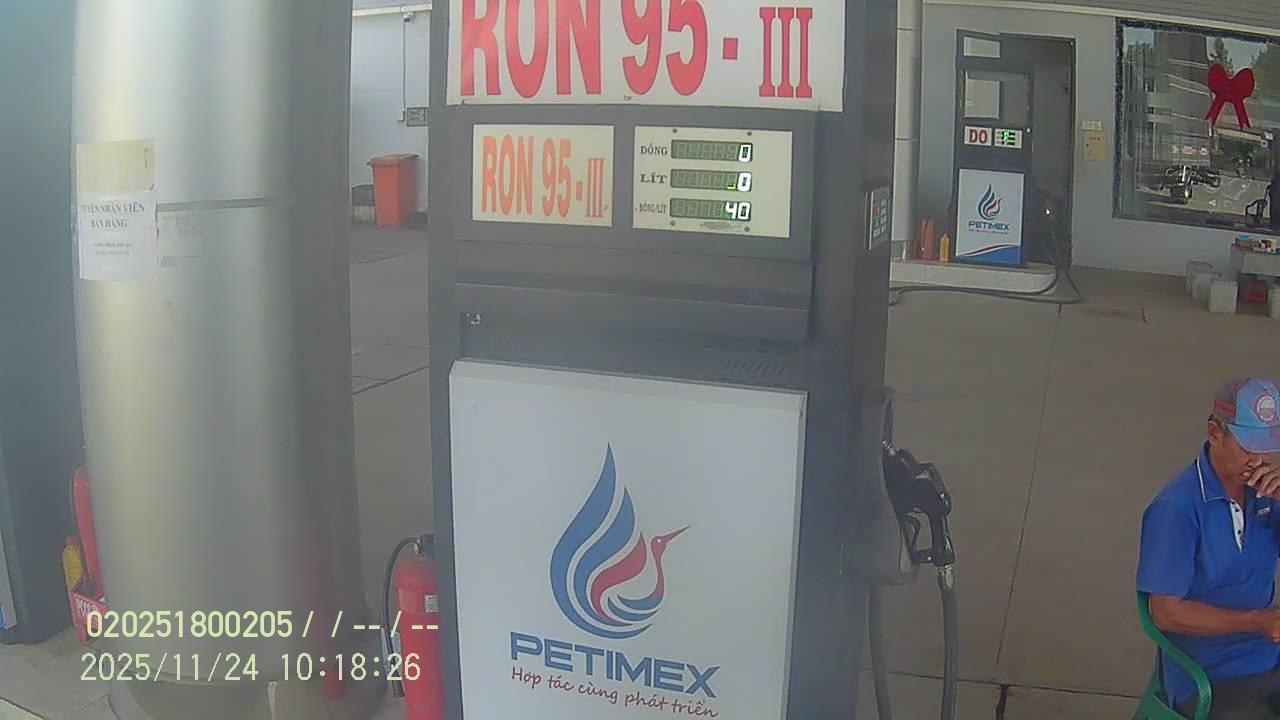 RON 95 - III
RON 95-III
ĐỒNG 0
LÍT 0
ĐỒNG/LÍT 40
DO
PETIMEX
TUYỂN NHÂN VIÊN
BÁN HÀNG
PETIMEX
Hợp tác cùng phát triển
020251800205 / / -- / --
2025/11/24 10:18:26